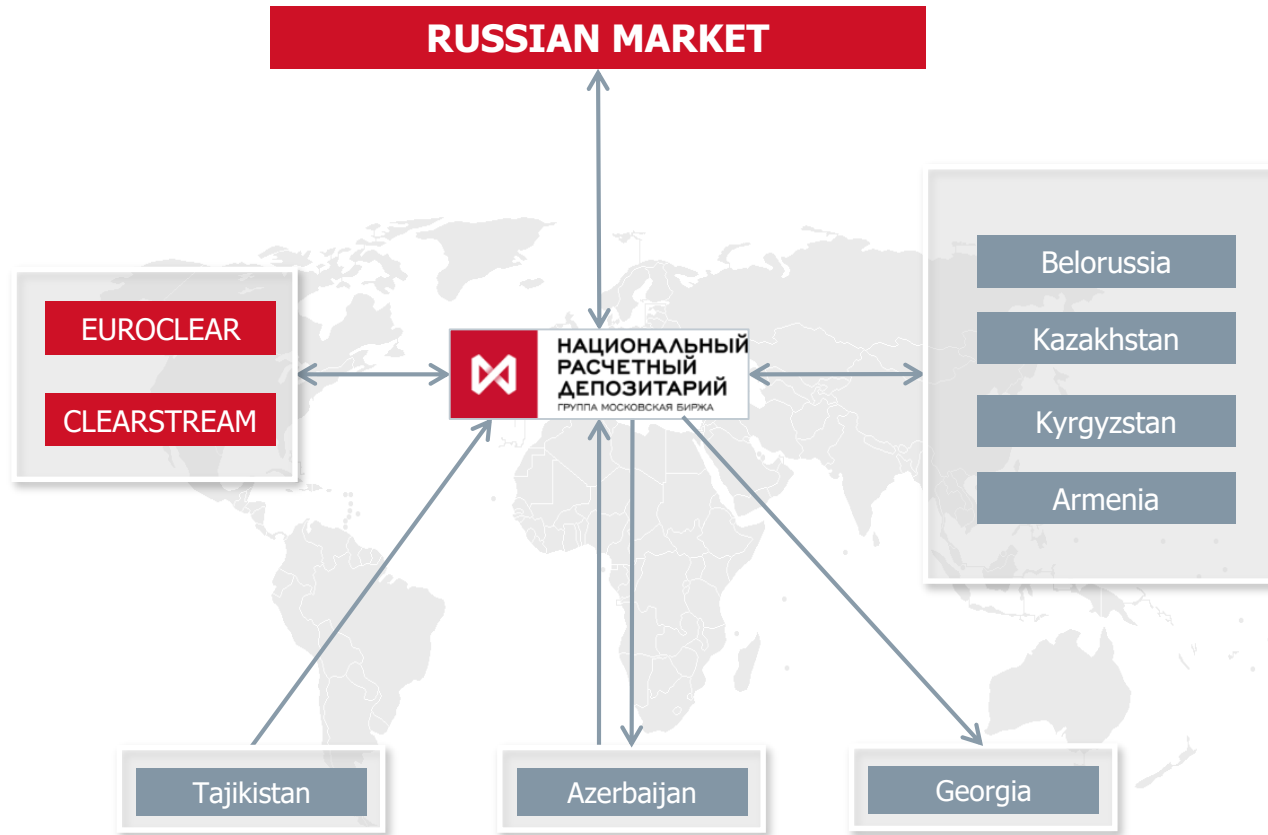 RUSSIAN MARKET
EUROCLEAR
CLEARSTREAM
НАЦИОНАЛЬНЫЙ
РАСЧЕТНЫЙ
ДЕПОЗИТАРИЙ
ГРУППА МОСКОВСКАЯ БИРЖА
Belorussia
Kazakhstan
Kyrgyzstan
Armenia
Tajikistan
Azerbaijan
Georgia